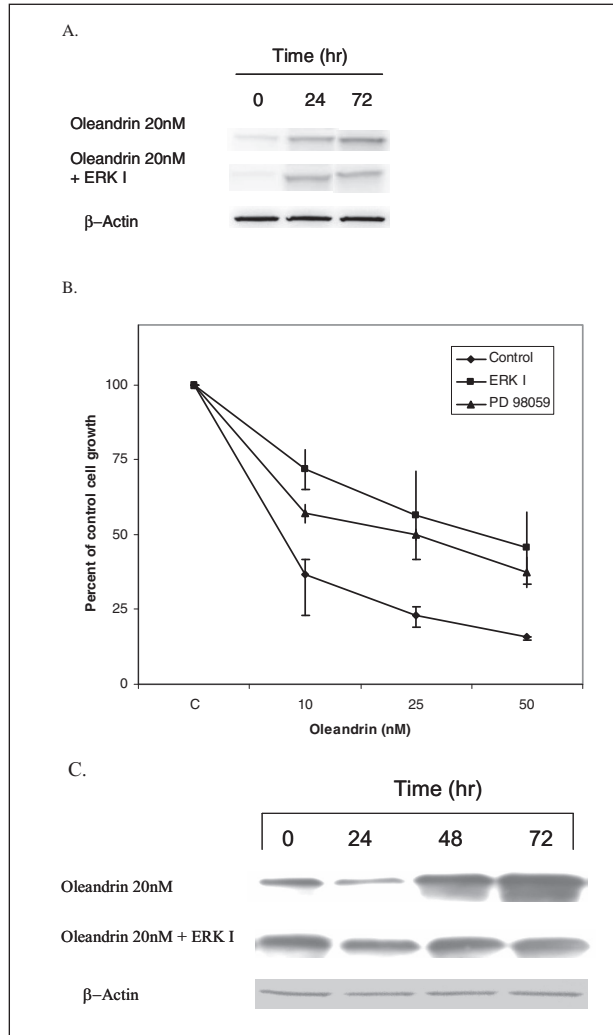 A.
Time (hr)
0 24 72
Oleandrin 20nM
Oleandrin 20nM
+ ERK I
β–Actin
B.
Control
ERK I
PD 98059
100
75
50
25
0
Percent of control cell growth
C 10 25 50
Oleandrin (nM)
C.
Time (hr)
0 24 48 72
Oleandrin 20nM
Oleandrin 20nM + ERK I
β–Actin